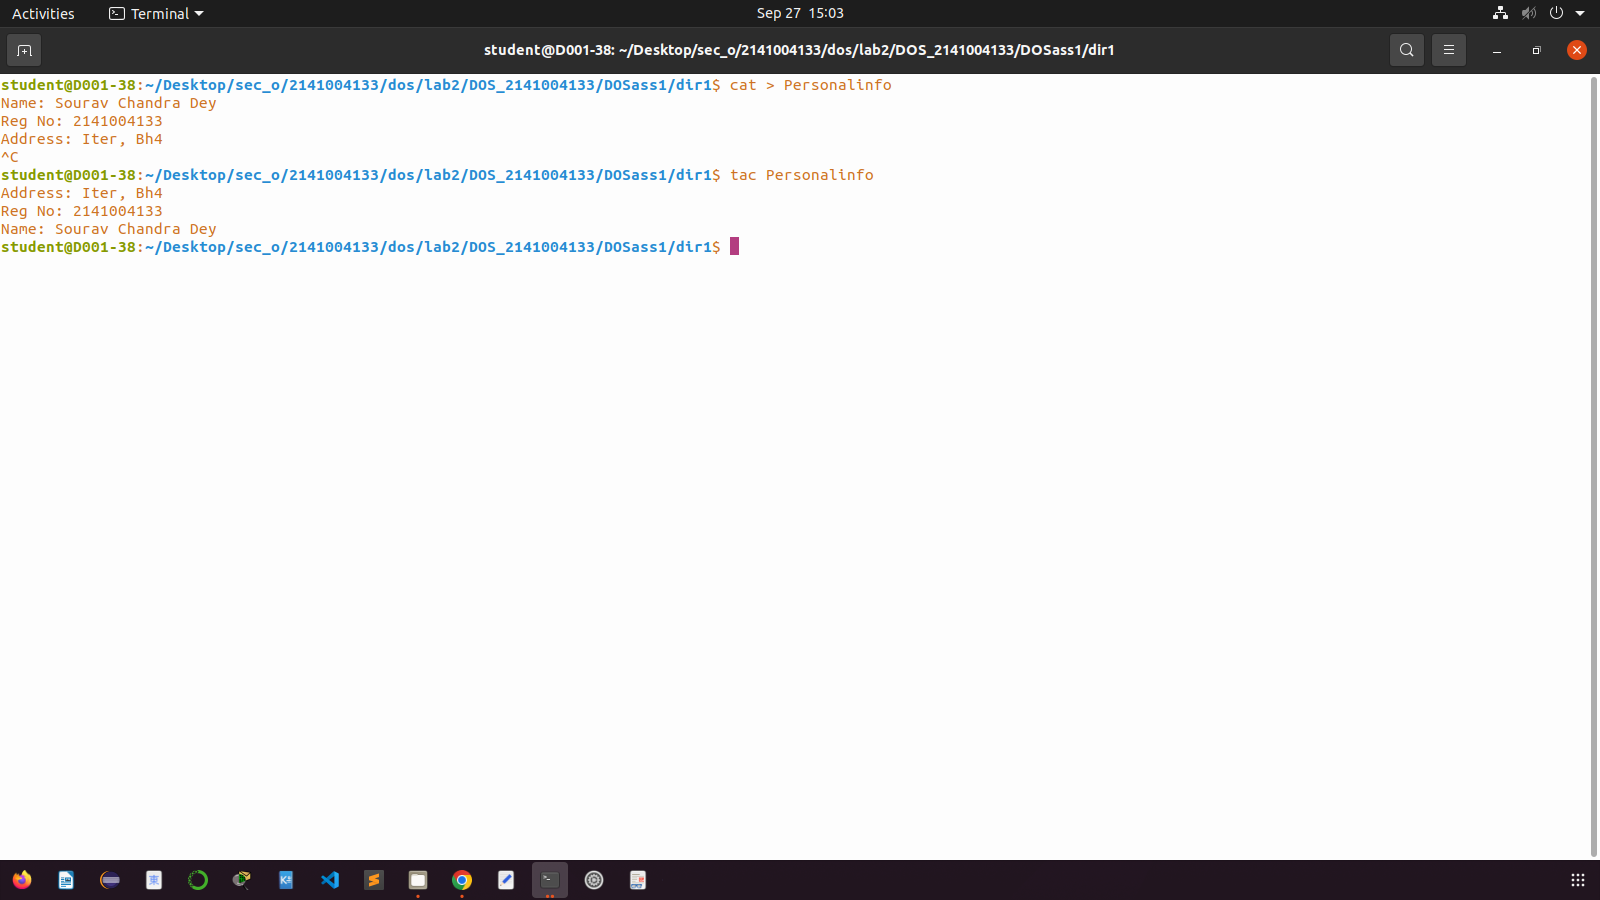 Activities Terminal Sep 27 15:03
student@D001-38: ~/Desktop/sec_o/2141004133/dos/lab2/DOS_2141004133/DOSass1/dir1
student@D001-38:~/Desktop/sec_o/2141004133/dos/lab2/DOS_2141004133/DOSass1/dir1$ cat > Personalinfo
Name: Sourav Chandra Dey
Reg No: 2141004133
Address: Iter, Bh4
^C
student@D001-38:~/Desktop/sec_o/2141004133/dos/lab2/DOS_2141004133/DOSass1/dir1$ tac Personalinfo
Address: Iter, Bh4
Reg No: 2141004133
Name: Sourav Chandra Dey
student@D001-38:~/Desktop/sec_o/2141004133/dos/lab2/DOS_2141004133/DOSass1/dir1$